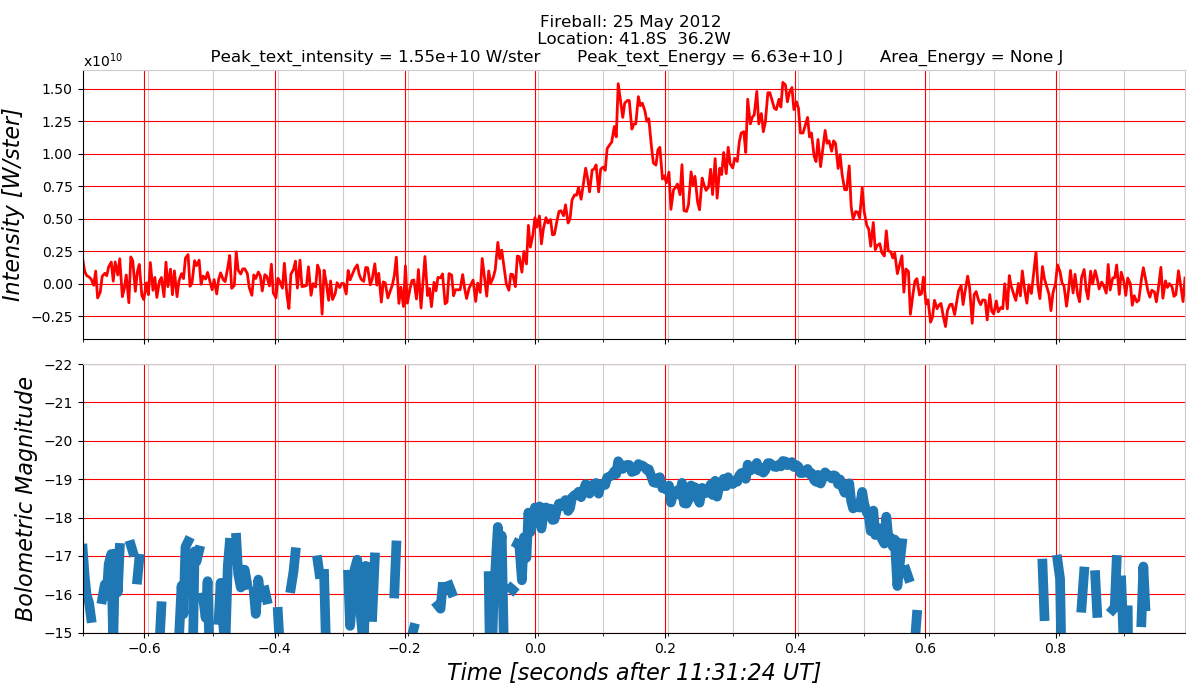 Fireball: 25 May 2012
Location: 41.8S  36.2W
Peak_text_intensity = 1.55e+10 W/ster       Peak_text_Energy = 6.63e+10 J       Area_Energy = None J
x10¹⁰
Intensity [W/ster]
1.50
1.25
1.00
0.75
0.50
0.25
0.00
−0.25
Bolometric Magnitude
−22
−21
−20
−19
−18
−17
−16
−15
−0.6 −0.4 −0.2 0.0 0.2 0.4 0.6 0.8
Time [seconds after 11:31:24 UT]